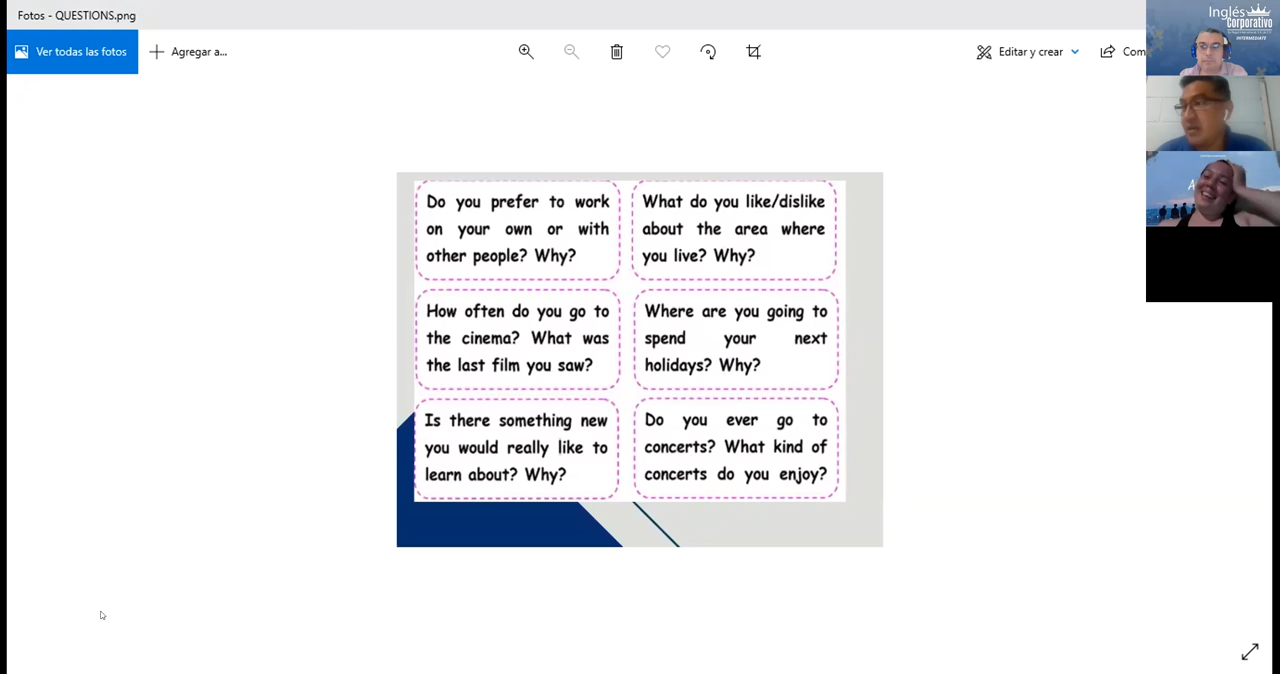 Fotos - QUESTIONS.png
Ver todas las fotos
Agregar a...
Editar y crear
Com
Inglés
Corporativo
INTERMEDIATE
Do you prefer to work
on your own or with
other people? Why?
What do you like/dislike
about the area where
you live? Why?
How often do you go to
the cinema? What was
the last film you saw?
Where are you going to
spend your next
holidays? Why?
Is there something new
you would really like to
learn about? Why?
Do you ever go to
concerts? What kind of
concerts do you enjoy?